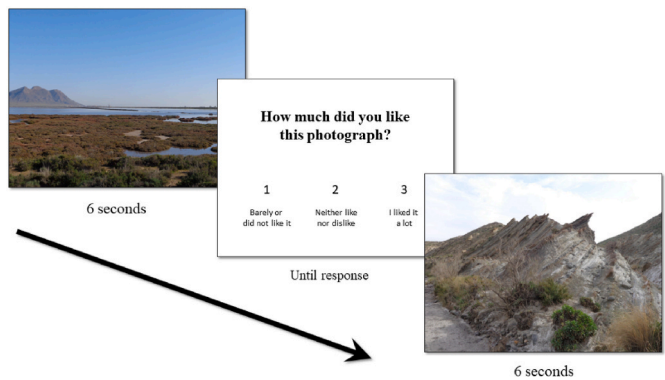 6 seconds
How much did you like
this photograph?
1 2 3
Barely or Neither like I liked it
did not like it nor dislike a lot
Until response
6 seconds